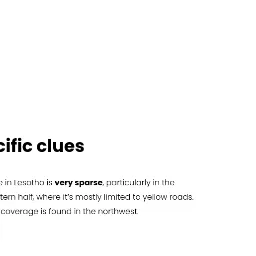 cific clues
e in Lesotho is very sparse, particularly in the
tern half, where it's mostly limited to yellow roads.
coverage is found in the northwest.